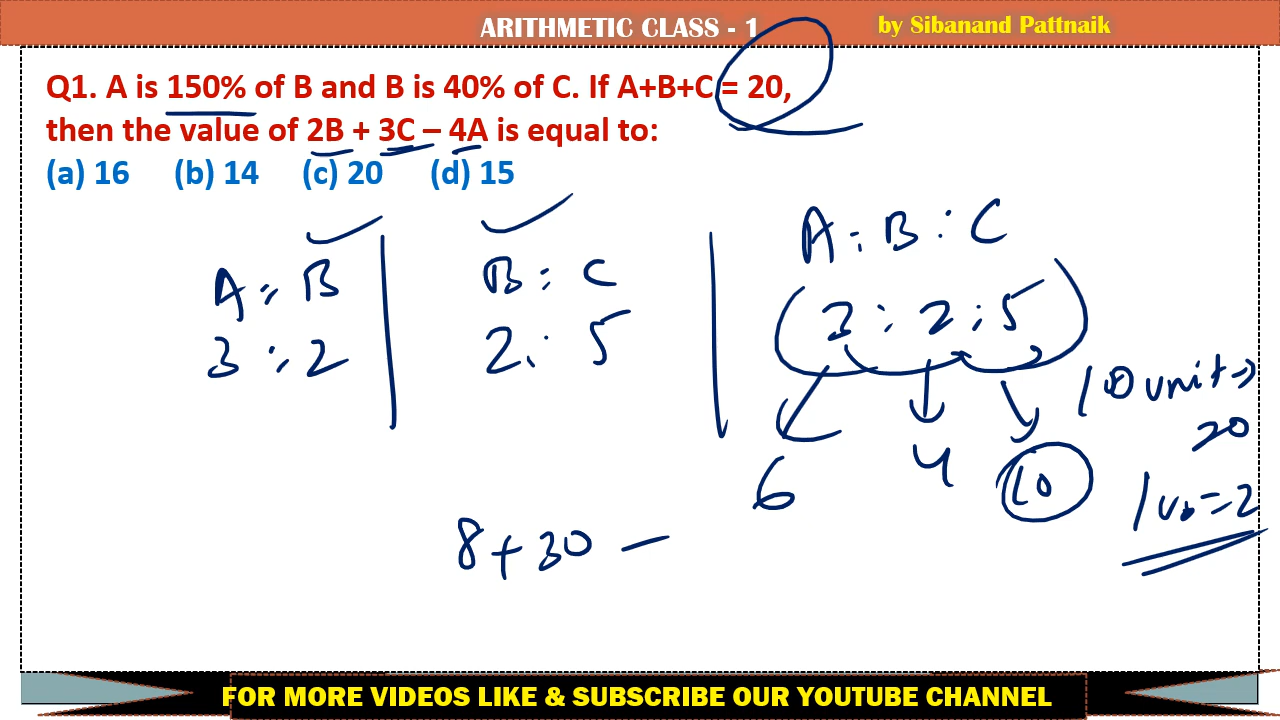 ARITHMETIC CLASS - 1
by Sibanand Pattnaik
Q1. A is 150% of B and B is 40% of C. If A+B+C = 20,
then the value of 2B + 3C – 4A is equal to:
(a) 16 (b) 14 (c) 20 (d) 15
A : B
3 : 2
B : C
2 : 5
A : B : C
3 : 2 : 5
10 unit →
20
6 4 10
1 = 2
8 + 30 –
FOR MORE VIDEOS LIKE & SUBSCRIBE OUR YOUTUBE CHANNEL